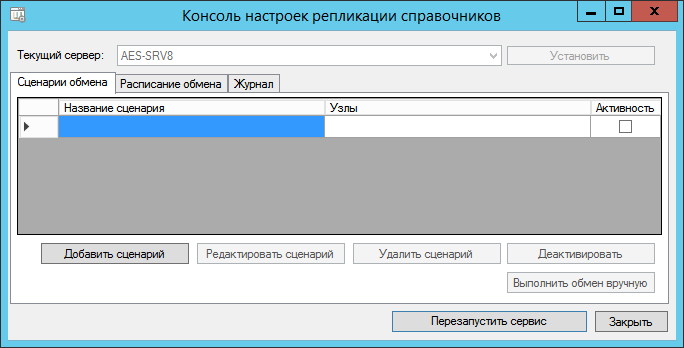 Консоль настроек репликации справочников
Текущий сервер: AES-SRV8 Установить
Сценарии обмена Расписание обмена Журнал
Название сценария Узлы Активность
Добавить сценарий Редактировать сценарий Удалить сценарий Деактивировать
Выполнить обмен вручную
Перезапустить сервис Закрыть